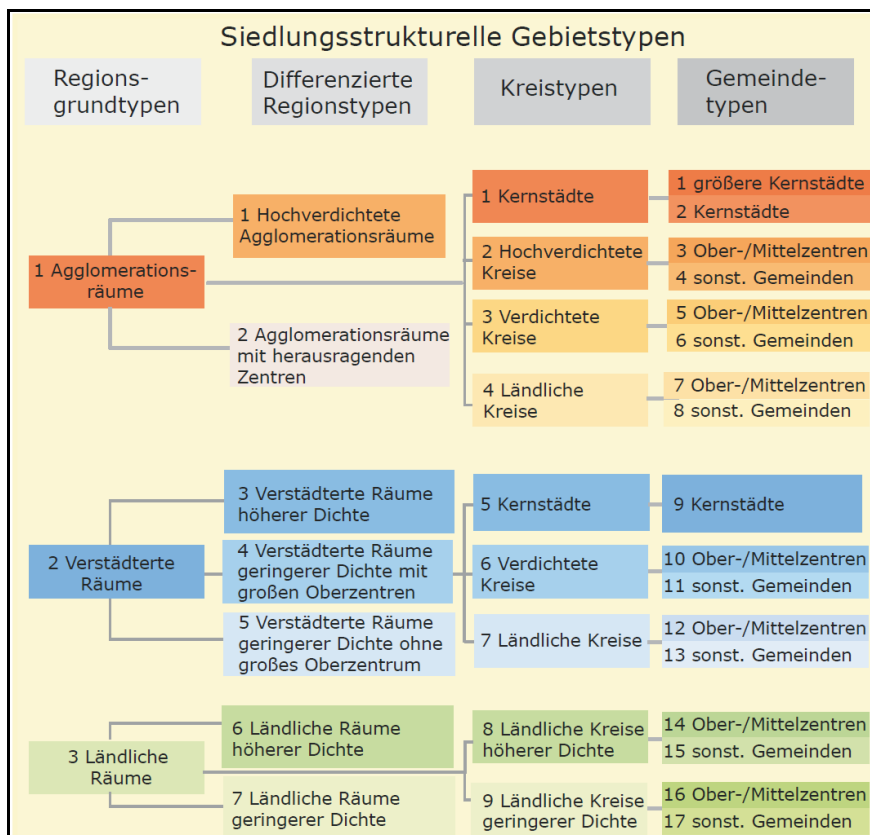 Siedlungsstrukturelle Gebietstypen
Regions-
grundtypen
Differenzierte
Regionstypen
Kreistypen
Gemeinde-
typen
1 Agglomerations-
räume
1 Hochverdichtete
Agglomerationsräume
2 Agglomerationsräume
mit herausragenden
Zentren
1 Kernstädte
2 Hochverdichtete
Kreise
3 Verdichtete
Kreise
4 Ländliche
Kreise
1 größere Kernstädte
2 Kernstädte
3 Ober-/Mittelzentren
4 sonst. Gemeinden
5 Ober-/Mittelzentren
6 sonst. Gemeinden
7 Ober-/Mittelzentren
8 sonst. Gemeinden
2 Verstädterte
Räume
3 Verstädterte Räume
höherer Dichte
4 Verstädterte Räume
geringerer Dichte mit
großen Oberzentren
5 Verstädterte Räume
geringerer Dichte ohne
großes Oberzentrum
5 Kernstädte
6 Verdichtete
Kreise
7 Ländliche Kreise
9 Kernstädte
10 Ober-/Mittelzentren
11 sonst. Gemeinden
12 Ober-/Mittelzentren
13 sonst. Gemeinden
3 Ländliche
Räume
6 Ländliche Räume
höherer Dichte
7 Ländliche Räume
geringerer Dichte
8 Ländliche Kreise
höherer Dichte
9 Ländliche Kreise
geringerer Dichte
14 Ober-/Mittelzentren
15 sonst. Gemeinden
16 Ober-/Mittelzentren
17 sonst. Gemeinden